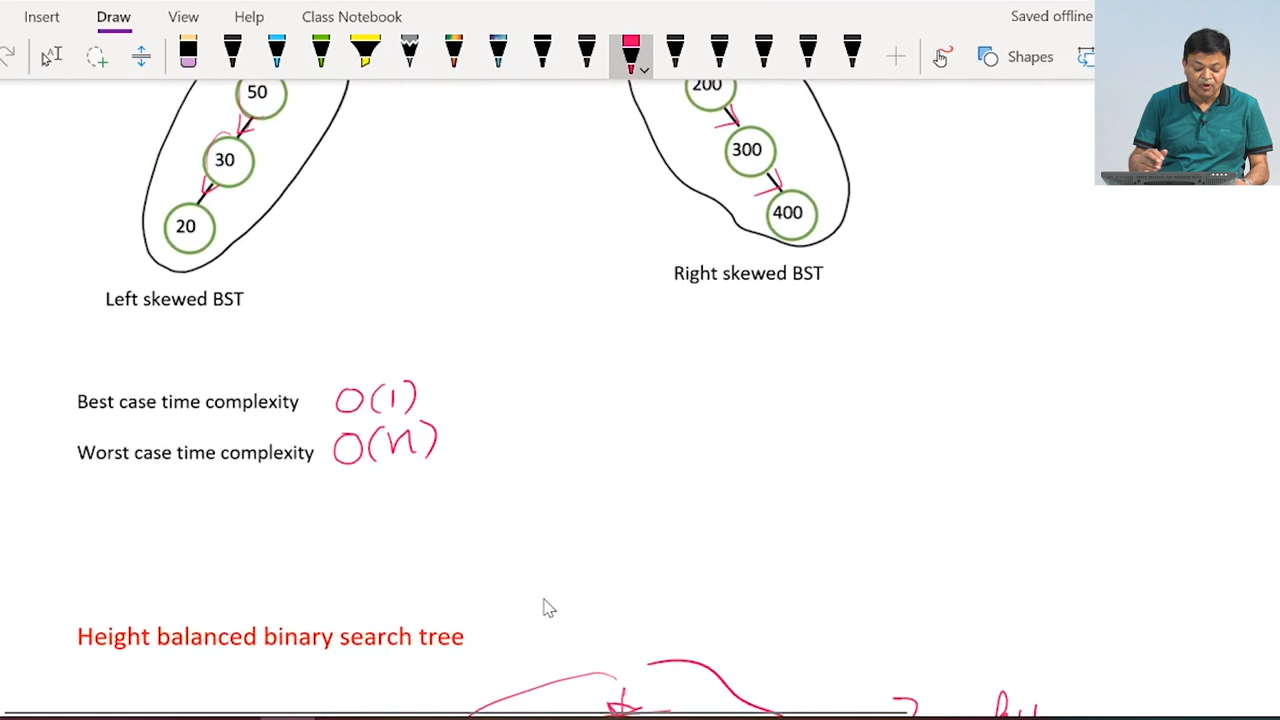 Insert Draw View Help Class Notebook Saved offline
Shapes
50
30
20
200
300
400
Left skewed BST
Right skewed BST
Best case time complexity O(1)
Worst case time complexity O(n)
Height balanced binary search tree